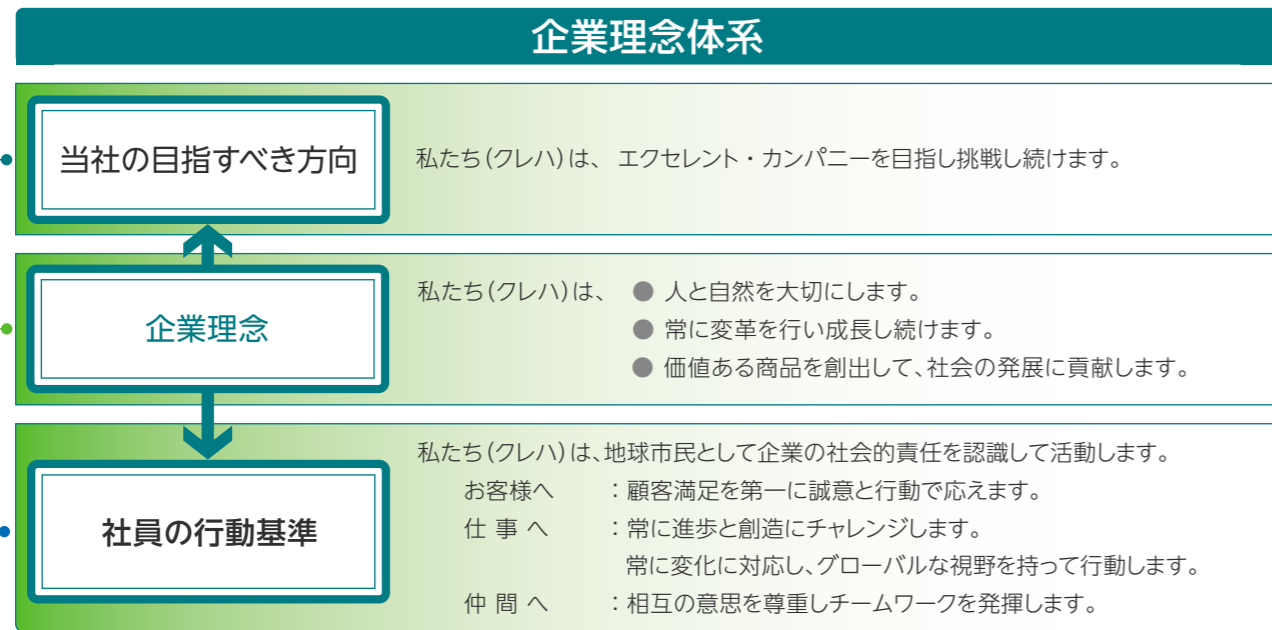 企業理念体系
当社の目指すべき方向
私たち(クレハ)は、 エクセレント・カンパニーを目指し挑戦し続けます。
企業理念
私たち(クレハ)は、 ● 人と自然を大切にします。
● 常に変革を行い成長し続けます。
● 価値ある商品を創出して、社会の発展に貢献します。
社員の行動基準
私たち(クレハ)は、地球市民として企業の社会的責任を認識して活動します。
お客様へ :顧客満足を第一に誠意と行動で応えます。
仕 事 へ :常に進歩と創造にチャレンジします。
常に変化に対応し、グローバルな視野を持って行動します。
仲 間 へ :相互の意思を尊重しチームワークを発揮します。